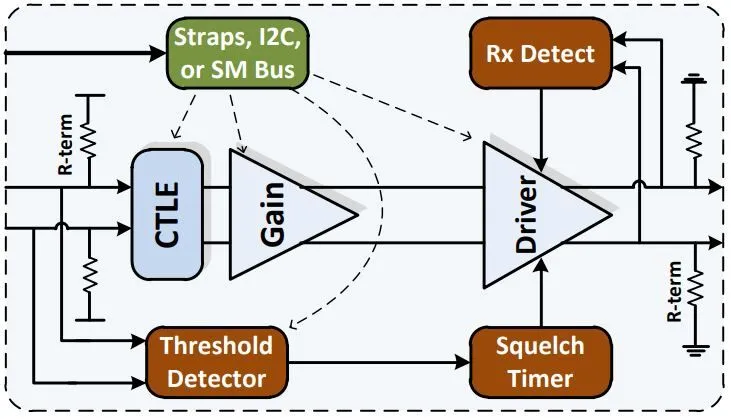 Straps, I2C,
or SM Bus
Rx Detect
R-term
CTLE
Gain
Driver
R-term
Threshold
Detector
Squelch
Timer